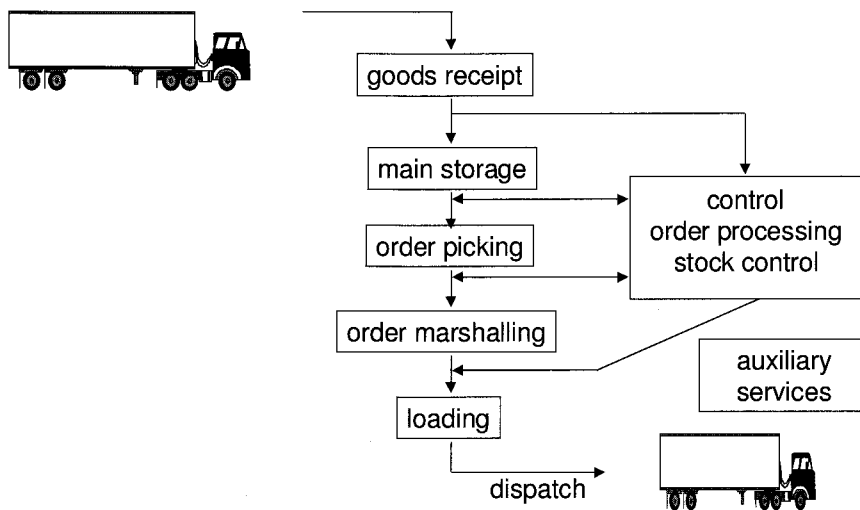 goods receipt
main storage
control
order processing
stock control
order picking
order marshalling
auxiliary
services
loading
dispatch